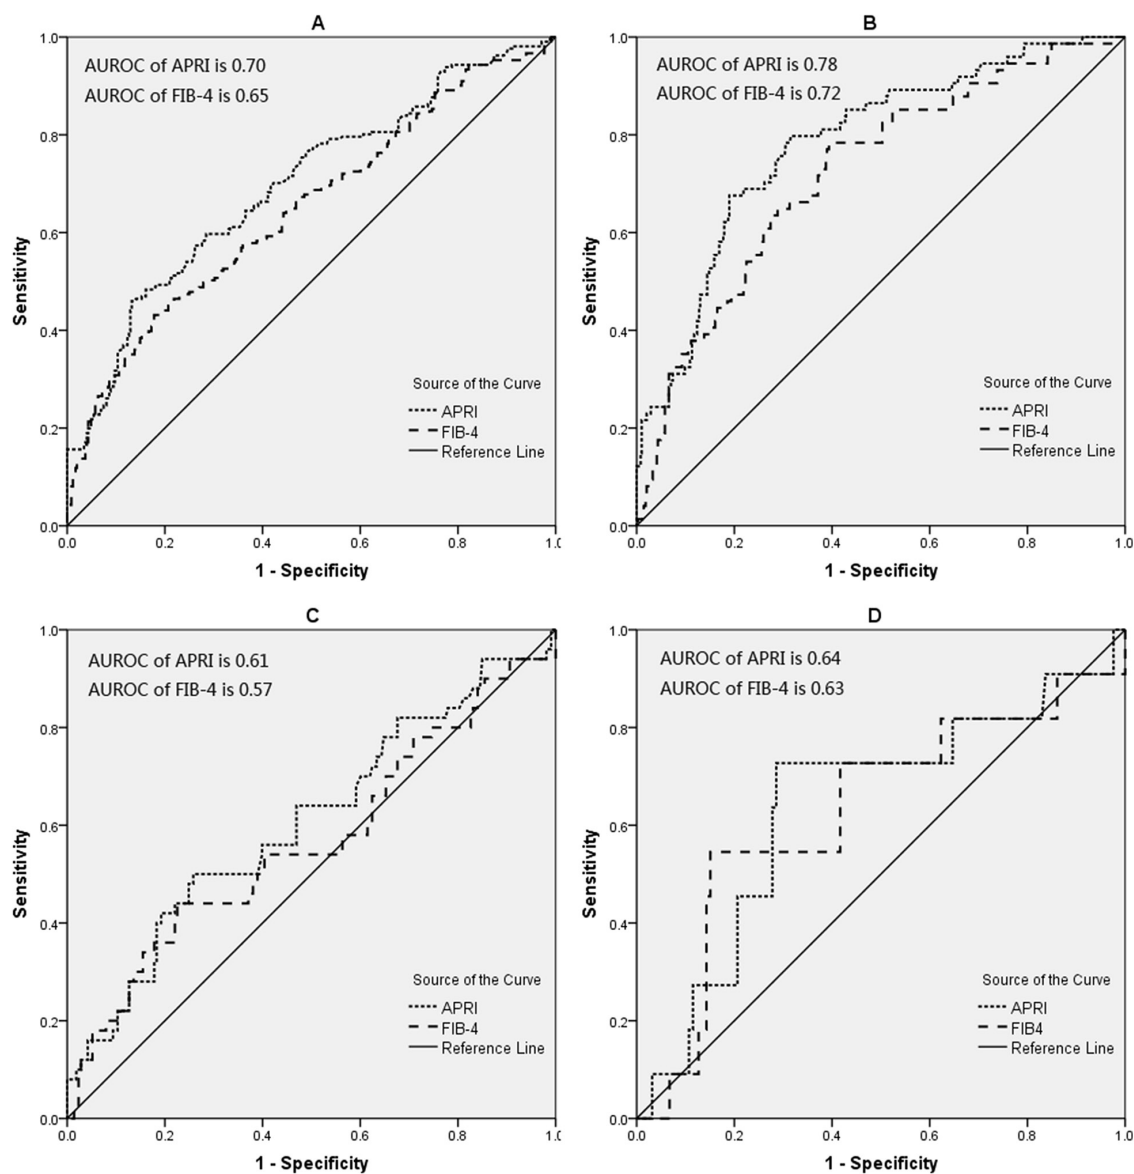 A
AUROC of APRI is 0.70
AUROC of FIB-4 is 0.65
1.0
0.8
0.6
0.4
0.2
0.0
Sensitivity
Source of the Curve
APRI
FIB-4
Reference Line
0.0 0.2 0.4 0.6 0.8 1.0
1 - Specificity
B
AUROC of APRI is 0.78
AUROC of FIB-4 is 0.72
1.0
0.8
0.6
0.4
0.2
0.0
Sensitivity
Source of the Curve
APRI
FIB-4
Reference Line
0.0 0.2 0.4 0.6 0.8 1.0
1 - Specificity
C
AUROC of APRI is 0.61
AUROC of FIB-4 is 0.57
1.0
0.8
0.6
0.4
0.2
0.0
Sensitivity
Source of the Curve
APRI
FIB-4
Reference Line
0.0 0.2 0.4 0.6 0.8 1.0
1 - Specificity
D
AUROC of APRI is 0.64
AUROC of FIB-4 is 0.63
1.0
0.8
0.6
0.4
0.2
0.0
Sensitivity
Source of the Curve
APRI
FIB4
Reference Line
0.0 0.2 0.4 0.6 0.8 1.0
1 - Specificity